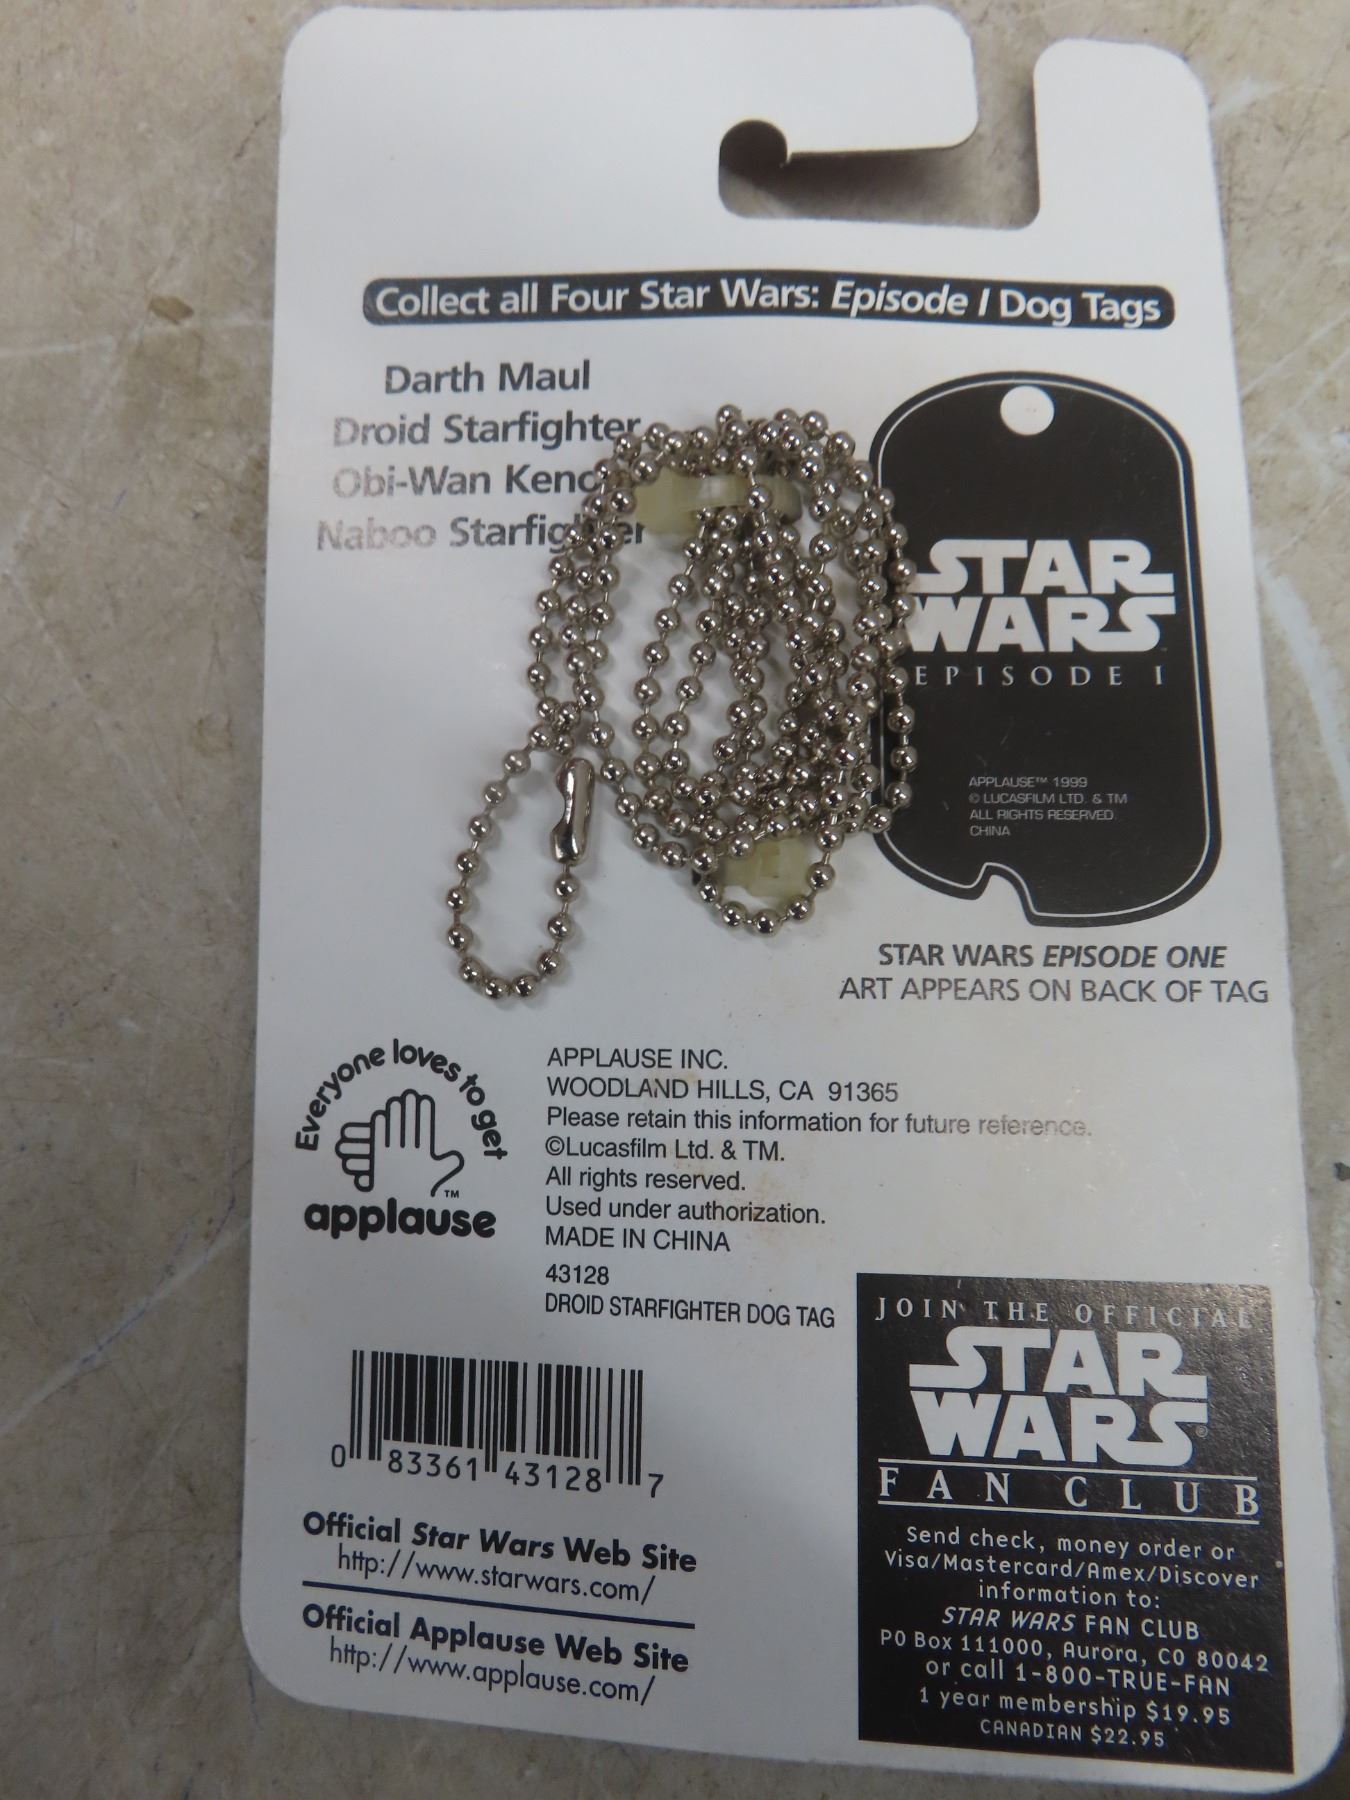 Collect all Four Star Wars: Episode I Dog Tags
Darth Maul
Droid Starfighter
Obi-Wan
Naboo Starfighter
STAR
WARS
EPISODE I
APPLAUSE™ 1999
© LUCASFILM LTD. & TM
ALL RIGHTS RESERVED.
CHINA
STAR WARS EPISODE ONE
ART APPEARS ON BACK OF TAG
Everyone loves to get
applause™
APPLAUSE INC.
WOODLAND HILLS, CA 91365
Please retain this information for future reference.
©Lucasfilm Ltd. & TM.
All rights reserved.
Used under authorization.
MADE IN CHINA
43128
DROID STARFIGHTER DOG TAG
0 83361 43128 7
Official Star Wars Web Site
http://www.starwars.com/
Official Applause Web Site
http://www.applause.com/
JOIN THE OFFICIAL
STAR
WARS®
FAN CLUB
Send check, money order or
Visa/Mastercard/Amex/Discover
information to:
STAR WARS FAN CLUB
PO Box 111000, Aurora, CO 80042
or call 1-800-TRUE-FAN
1 year membership $19.95
CANADIAN $22.95